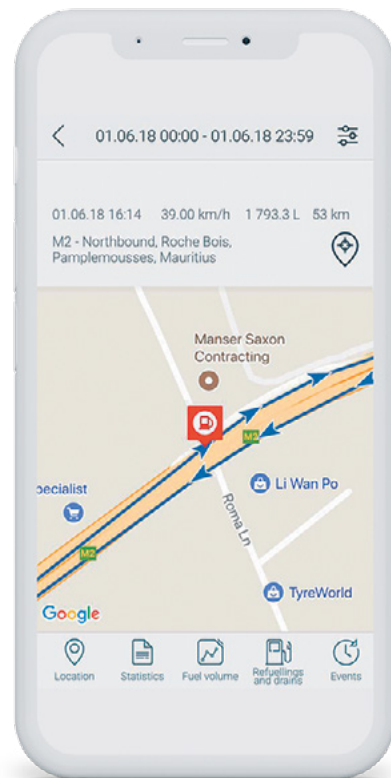 01.06.18 00:00 - 01.06.18 23:59
01.06.18 16:14 39.00 km/h 1 793.3 L 53 km
M2 - Northbound, Roche Bois,
Pamplemousses, Mauritius
Manser Saxon
Contracting
M2
Li Wan Po
pecialist
Roma Ln
M2
TyreWorld
Google
Location
Statistics
Fuel volume
Refuellings
and drains
Events